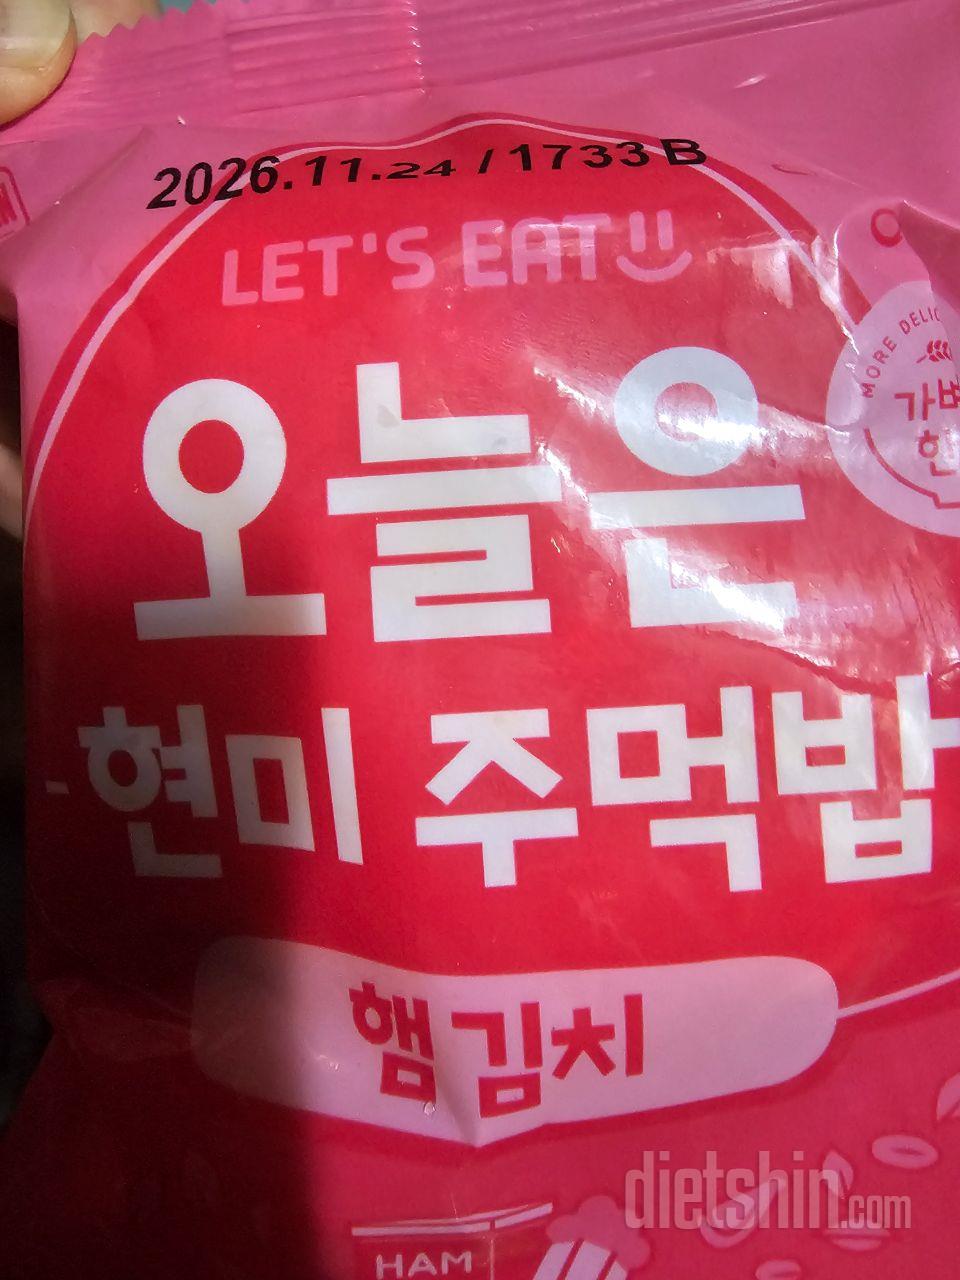 2026.11.24 / 1733 B
LET'S EAT
MORE
오늘은
현미 주먹밥
햄김치
HAM
dietshin.com